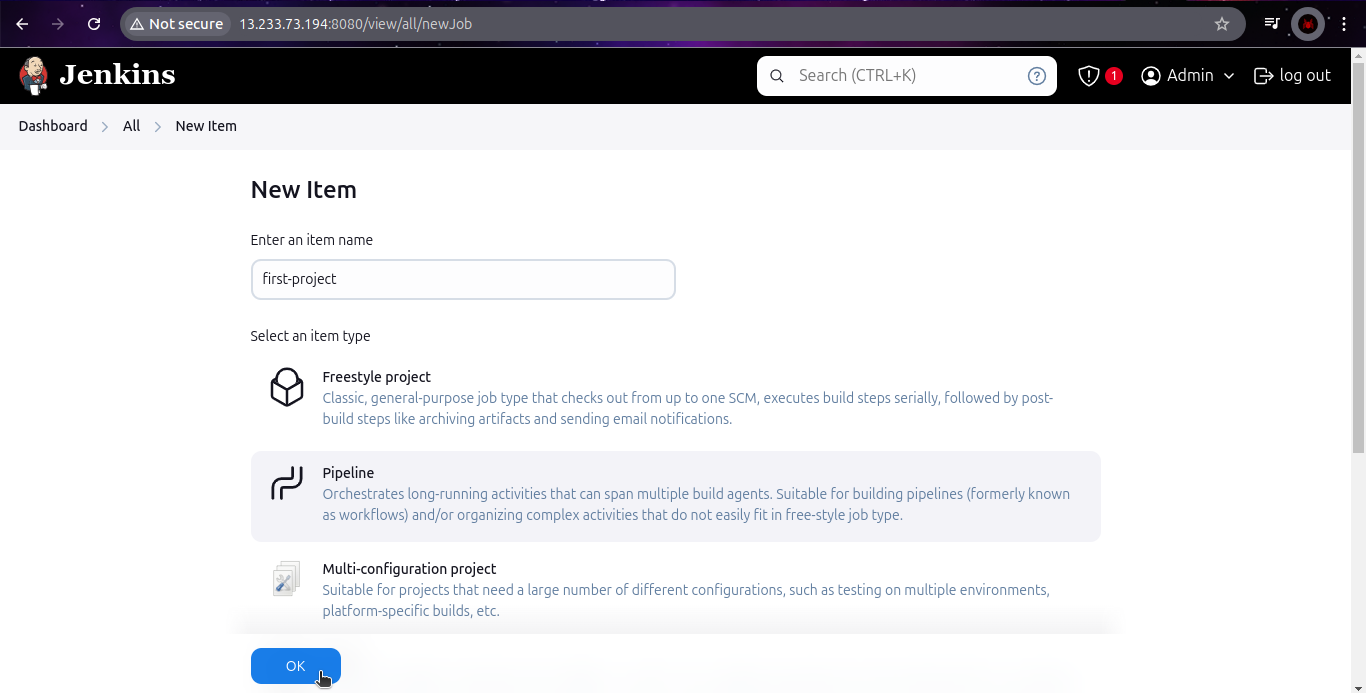 Not secure 13.233.73.194:8080/view/all/newJob
Jenkins
Search (CTRL+K)
?
1
Admin
log out
Dashboard
All
New Item
New Item
Enter an item name
first-project
Select an item type
Freestyle project
Classic, general-purpose job type that checks out from up to one SCM, executes build steps serially, followed by post-
build steps like archiving artifacts and sending email notifications.
Pipeline
Orchestrates long-running activities that can span multiple build agents. Suitable for building pipelines (formerly known
as workflows) and/or organizing complex activities that do not easily fit in free-style job type.
Multi-configuration project
Suitable for projects that need a large number of different configurations, such as testing on multiple environments,
platform-specific builds, etc.
OK